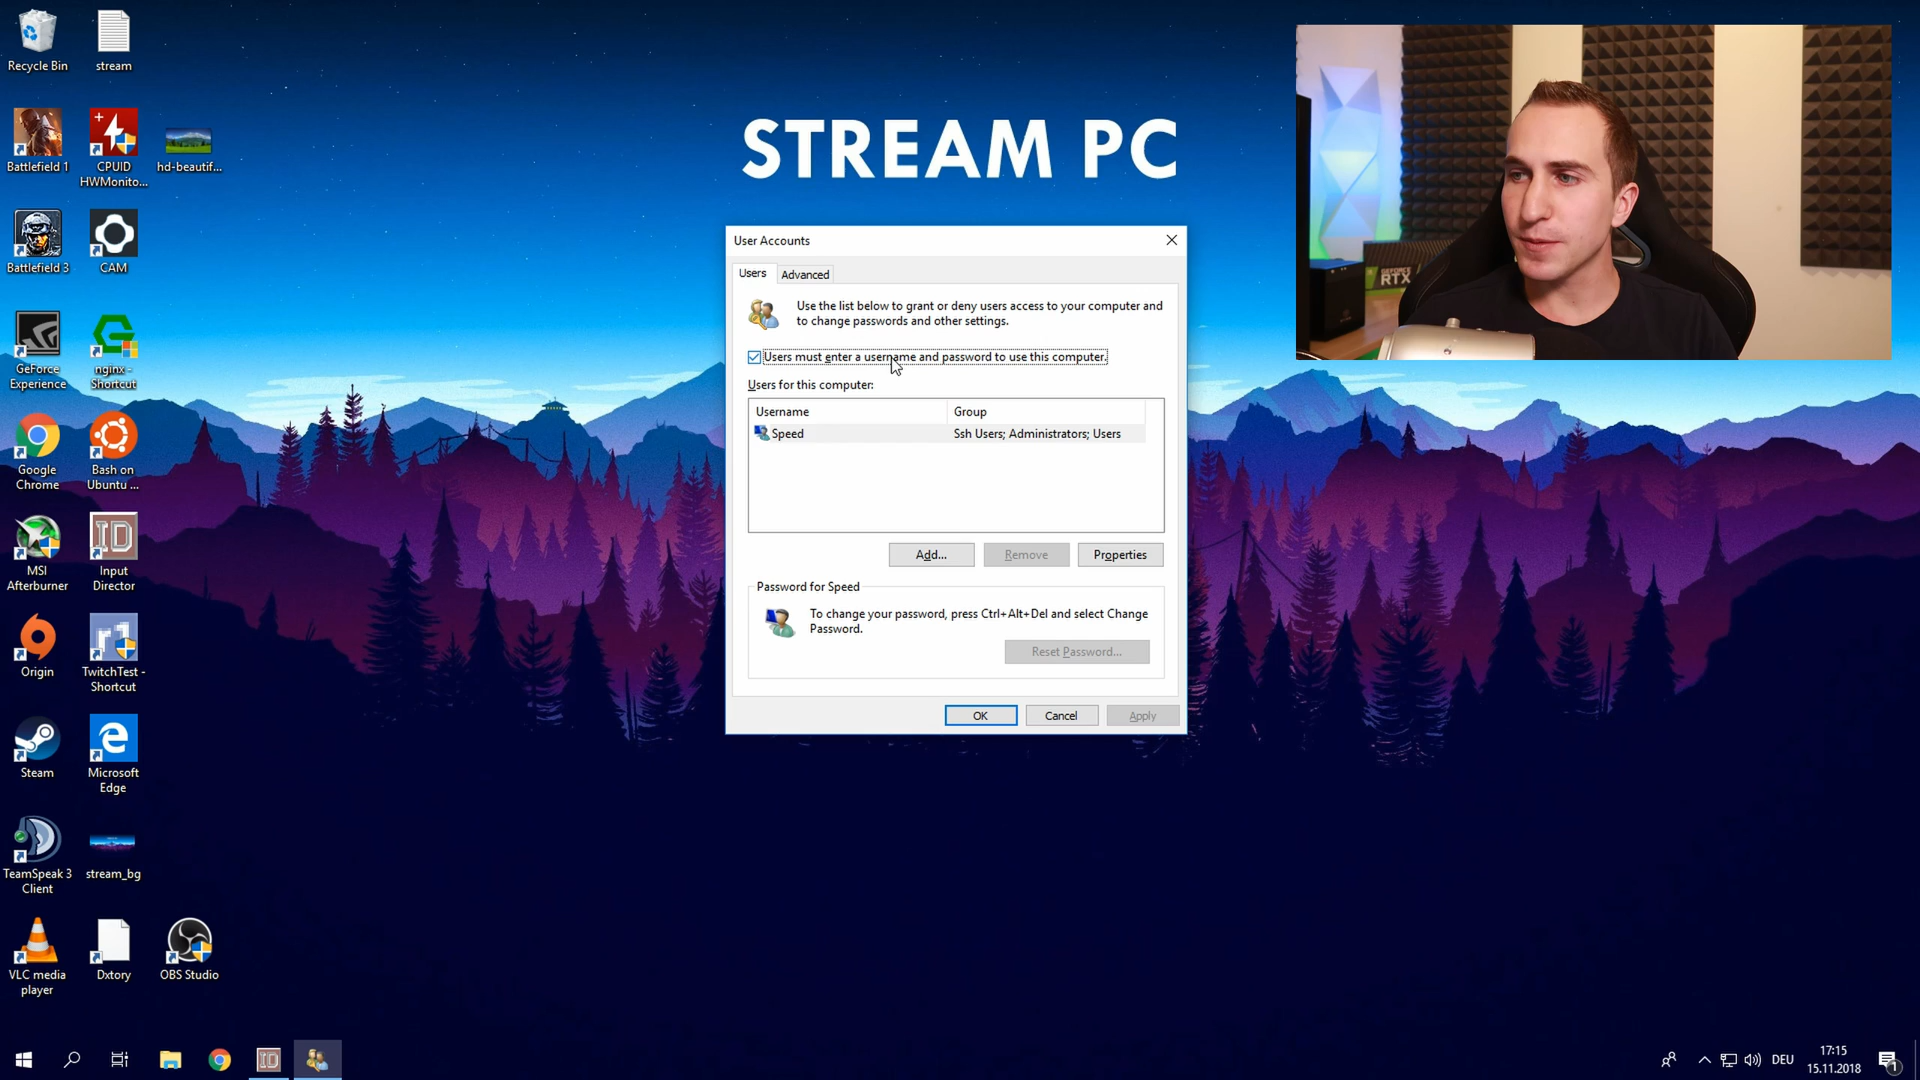 Recycle Bin
stream
Battlefield 1
CPUID
HWMonito...
hd-beautif...
Battlefield 3
CAM
GeForce
Experience
nginx -
Shortcut
Google
Chrome
Bash on
Ubuntu ...
MSI
Afterburner
ID
Input
Director
Origin
TwitchTest -
Shortcut
Steam
Microsoft
Edge
TeamSpeak 3
Client
stream_bg
VLC media
player
Dxtory
OBS Studio
STREAM PC
User Accounts
Users
Advanced
Use the list below to grant or deny users access to your computer and
to change passwords and other settings.
Users must enter a username and password to use this computer.
Users for this computer:
Username
Group
Speed
Ssh Users; Administrators; Users
Add...
Remove
Properties
Password for Speed
To change your password, press Ctrl+Alt+Del and select Change
Password.
Reset Password...
OK
Cancel
Apply
GEFORCE
RTX
ID
DEU
17:15
15.11.2018
1